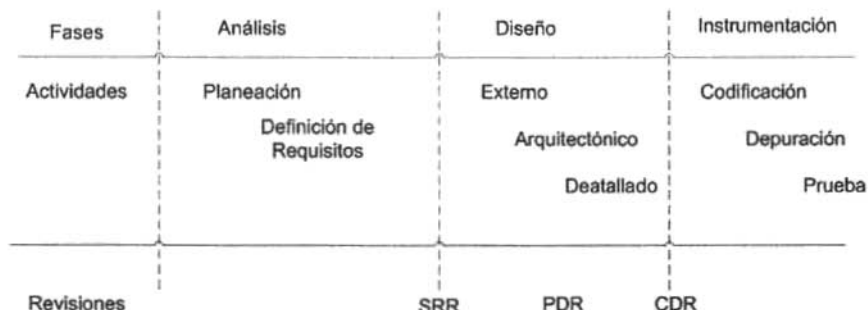 Fases Análisis Diseño Instrumentación
Actividades Planeación Externo Codificación
Definición de
Requisitos
Arquitectónico Depuración
Deatallado Prueba
Revisiones SRR PDR CDR